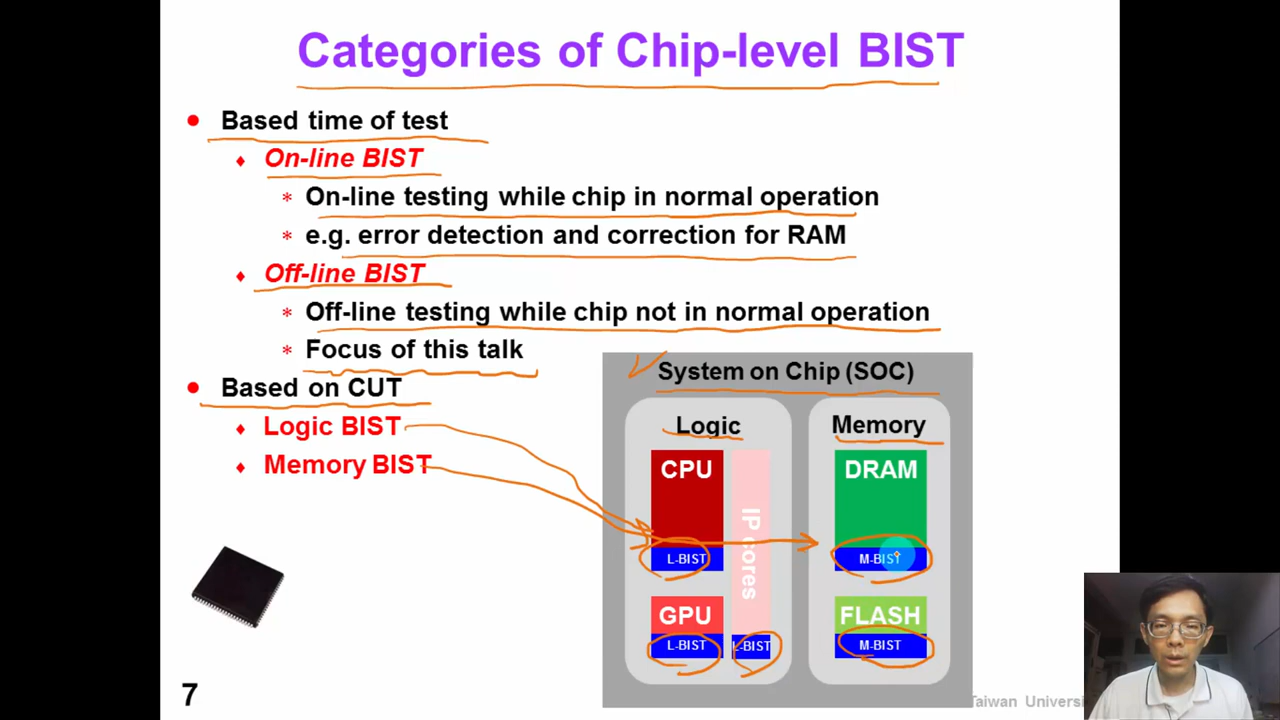 Categories of Chip-level BIST
Based time of test
On-line BIST
On-line testing while chip in normal operation
e.g. error detection and correction for RAM
Off-line BIST
Off-line testing while chip not in normal operation
Focus of this talk
Based on CUT
Logic BIST
Memory BIST
System on Chip (SOC)
Logic
CPU
L-BIST
GPU
L-BIST
IP cores
L-BIST
Memory
DRAM
M-BIST
FLASH
M-BIST
7
Taiwan Universi